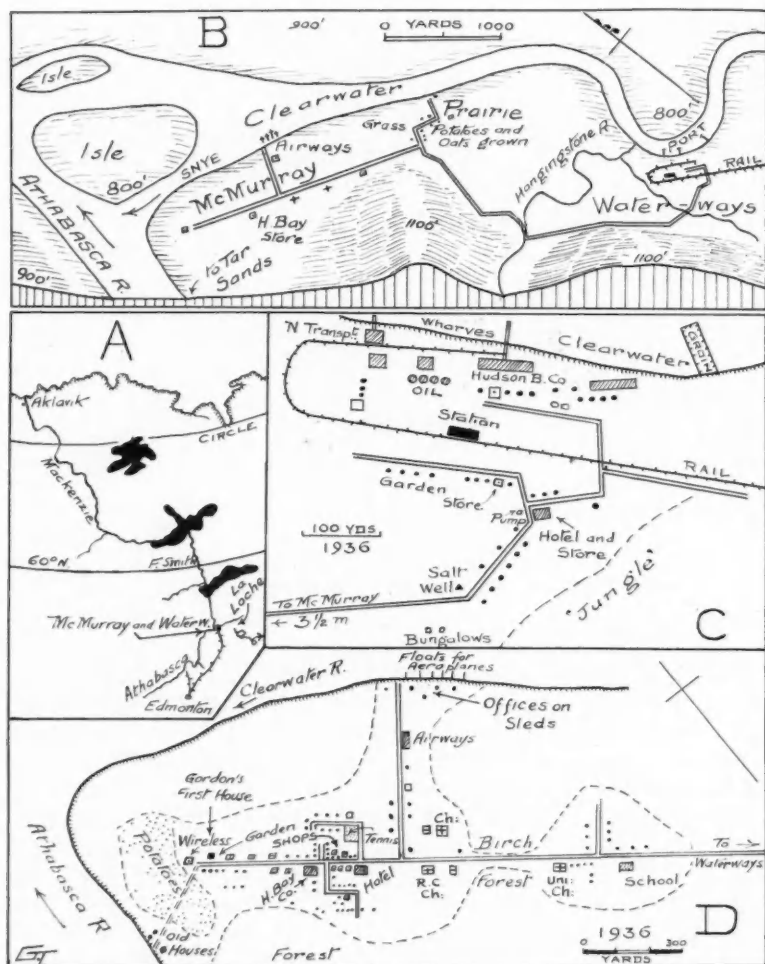 B
900'
0 YARDS 1000
Isle
Clearwater
Prairie
Grass
Potatoes and
Oats grown
800'
PORT
RAIL
Hangingstone R.
Water-ways
Isle
800'
SNYE
Airways
McMurray
H. Bay
Store
1100'
1100'
ATHABASCA R.
900'
to Tar
Sands
A
Aklavik
CIRCLE
Mackenzie
60°N.
F. Smith
La
Loche
McMurray and Waterw.
Athabasca
Edmonton
C
N Transpt.
Wharves
Clearwater
GRAIN
Hudson B. Co
OIL
Station
RAIL
Garden
Store
Pump
100 YDS
1936
Hotel and
Store
Salt
Well
'Jungle'
To McMurray
← 3 1/2 m
Bungalows
D
Clearwater R.
Floats for
Aeroplanes
Offices on
Sleds
Airways
Gordon's
First House
Wireless
Garden
SHOPS
Tennis
Ch:
Birch
To →
Waterways
Potatoes
H. Bay
Co
Hotel
R.C
Ch:
Forest
Uni:
Ch:
School
Athabasca R
Old
Houses
Forest
1936
0 300
YARDS
GT